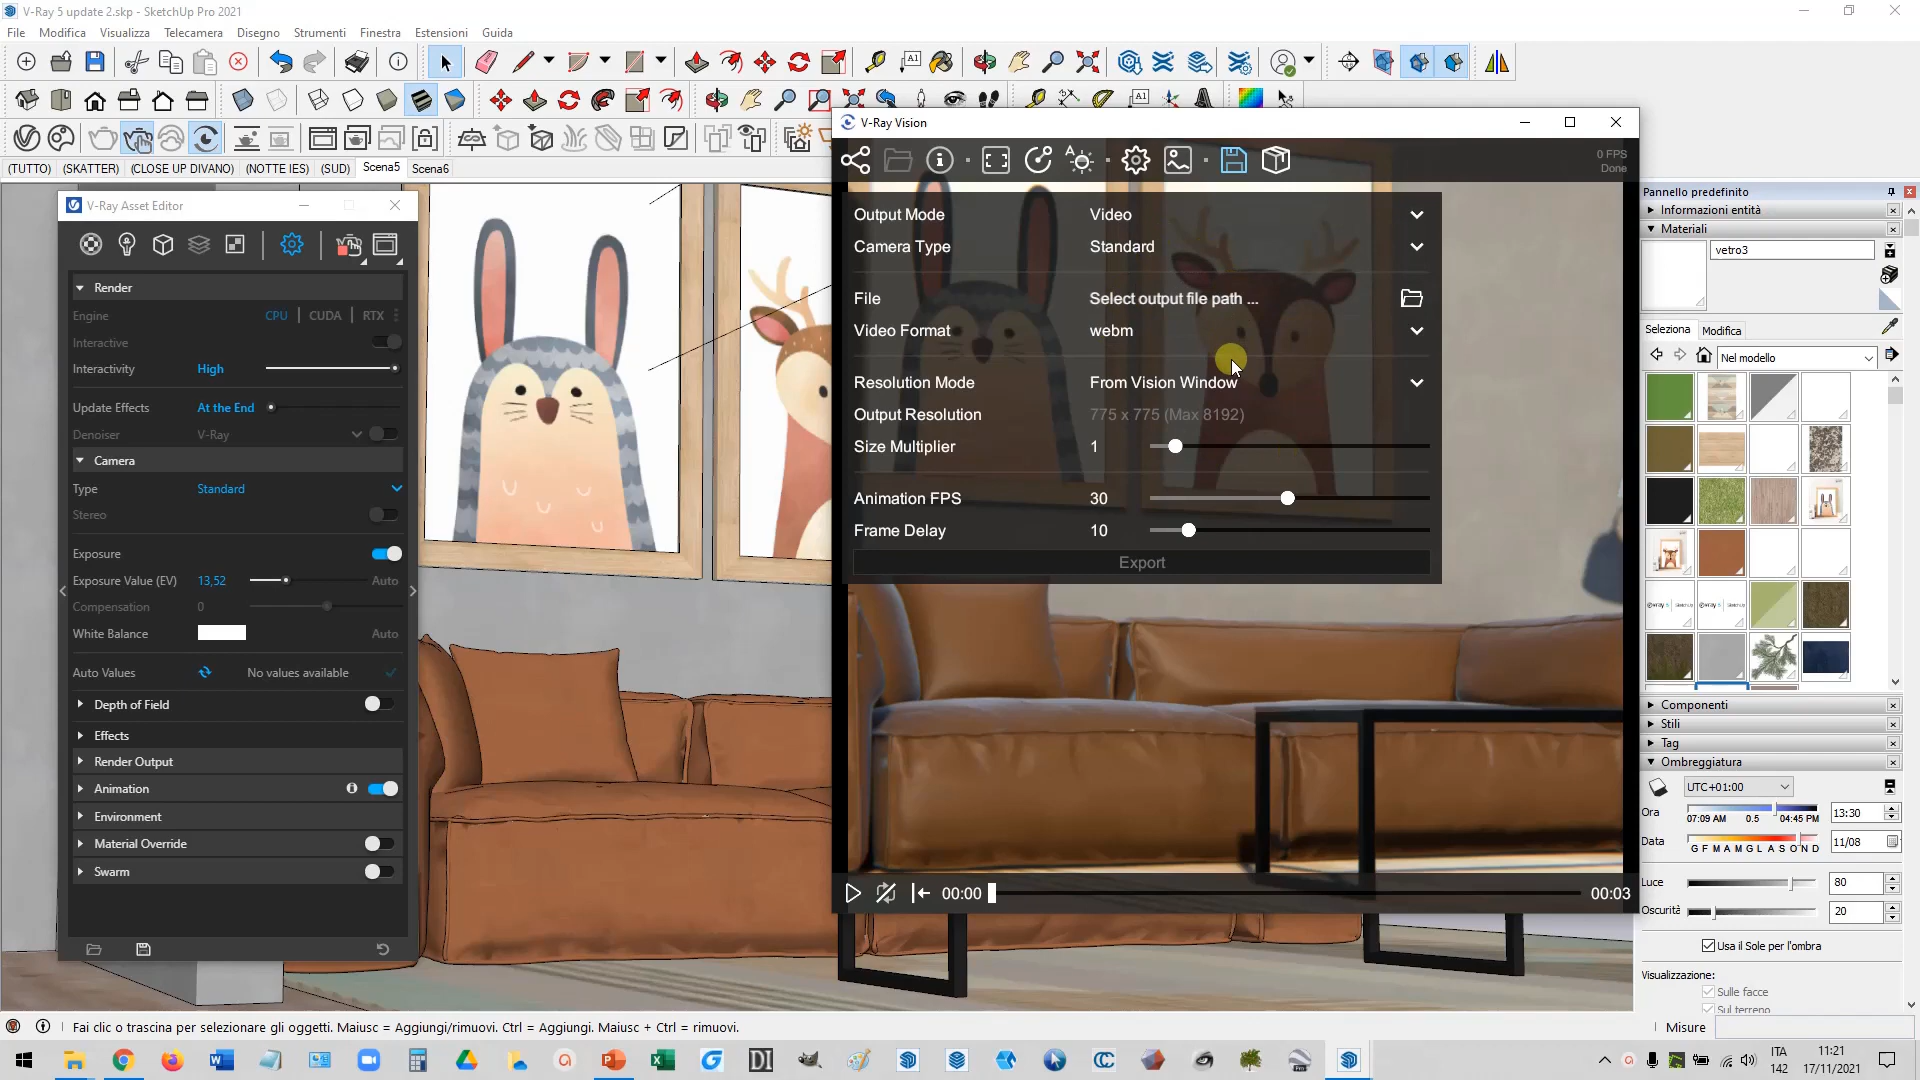 V-Ray 5 update 2.skp - SketchUp Pro 2021
File Modifica Visualizza Telecamera Disegno Strumenti Finestra Estensioni Guida
(TUTTO) (SKATTER) (CLOSE UP DIVANO) (NOTTE IES) (SUD) Scena5 Scena6
V-Ray Asset Editor
Render
Engine CPU CUDA RTX
Interactive
Interactivity High
Update Effects At the End
Denoiser V-Ray
Camera
Type Standard
Stereo
Exposure
Exposure Value (EV) 13,52 Auto
Compensation 0
White Balance Auto
Auto Values No values available
Depth of Field
Effects
Render Output
Animation
Environment
Material Override
Swarm
V-Ray Vision
0 FPS
Done
Output Mode Video
Camera Type Standard
File Select output file path ...
Video Format webm
Resolution Mode From Vision Window
Output Resolution 775 x 775 (Max 8192)
Size Multiplier 1
Animation FPS 30
Frame Delay 10
Export
00:00 00:03
Pannello predefinito
Informazioni entità
Materiali
vetro3
Seleziona Modifica
Nel modello
Componenti
Stili
Tag
Ombreggiatura
UTC+01:00
Ora 07:09 AM 0.5 04:45 PM 13:30
Data G F M A M G L A S O N D 11/08
Luce 80
Oscurità 20
Usa il Sole per l'ombra
Visualizzazione:
Sulle facce
Sul terreno
Fai clic o trascina per selezionare gli oggetti. Maiusc = Aggiungi/rimuovi. Ctrl = Aggiungi. Maiusc + Ctrl = rimuovi.
Misure
ITA
142
11:21
17/11/2021